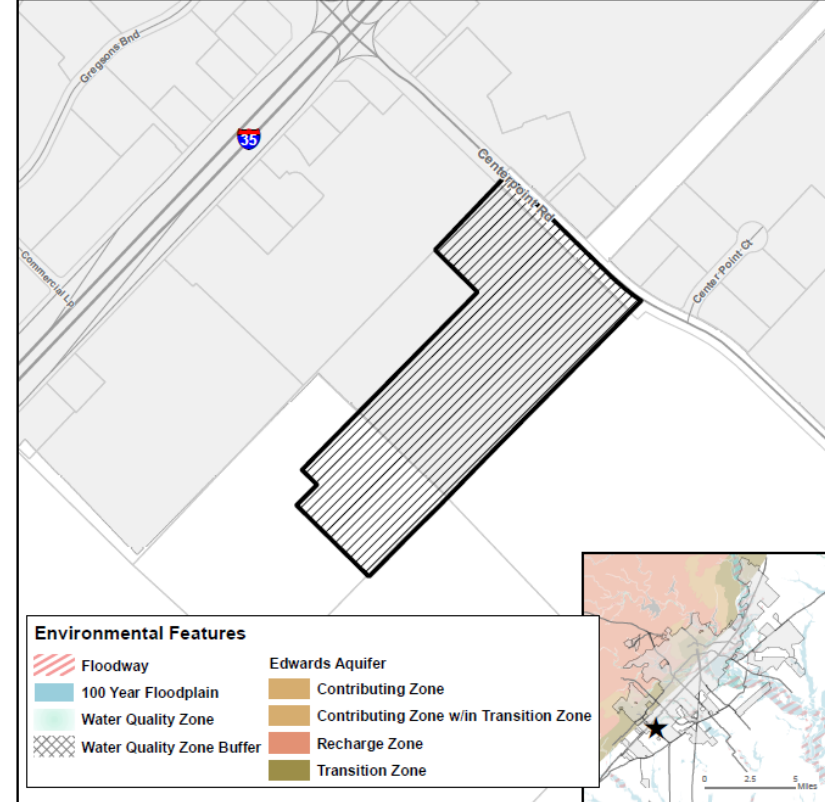 Gregsons Bnd
35
Centerpoint Rd
Center Point Ct
Commercial Lp
Environmental Features
Floodway
100 Year Floodplain
Water Quality Zone
Water Quality Zone Buffer
Edwards Aquifer
Contributing Zone
Contributing Zone w/in Transition Zone
Recharge Zone
Transition Zone
0 2.5 5
Miles